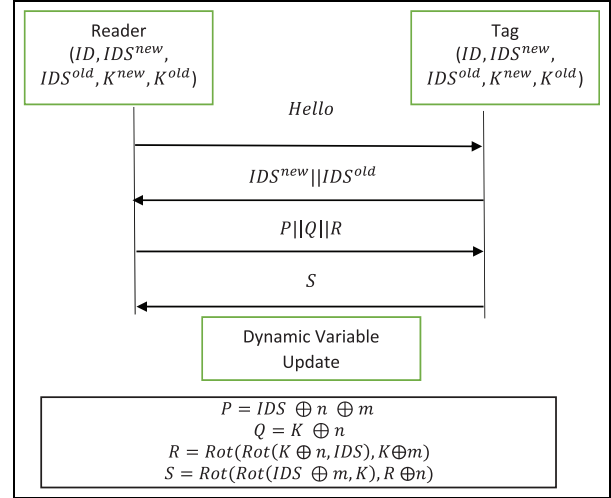 Reader
(ID, IDS^new,
IDS^old, K^new, K^old)
Tag
(ID, IDS^new,
IDS^old, K^new, K^old)
Hello
IDS^new||IDS^old
P||Q||R
S
Dynamic Variable
Update
P = IDS ⊕ n ⊕ m
Q = K ⊕ n
R = Rot(Rot(K ⊕ n, IDS), K⊕m)
S = Rot(Rot(IDS ⊕ m, K), R ⊕n)